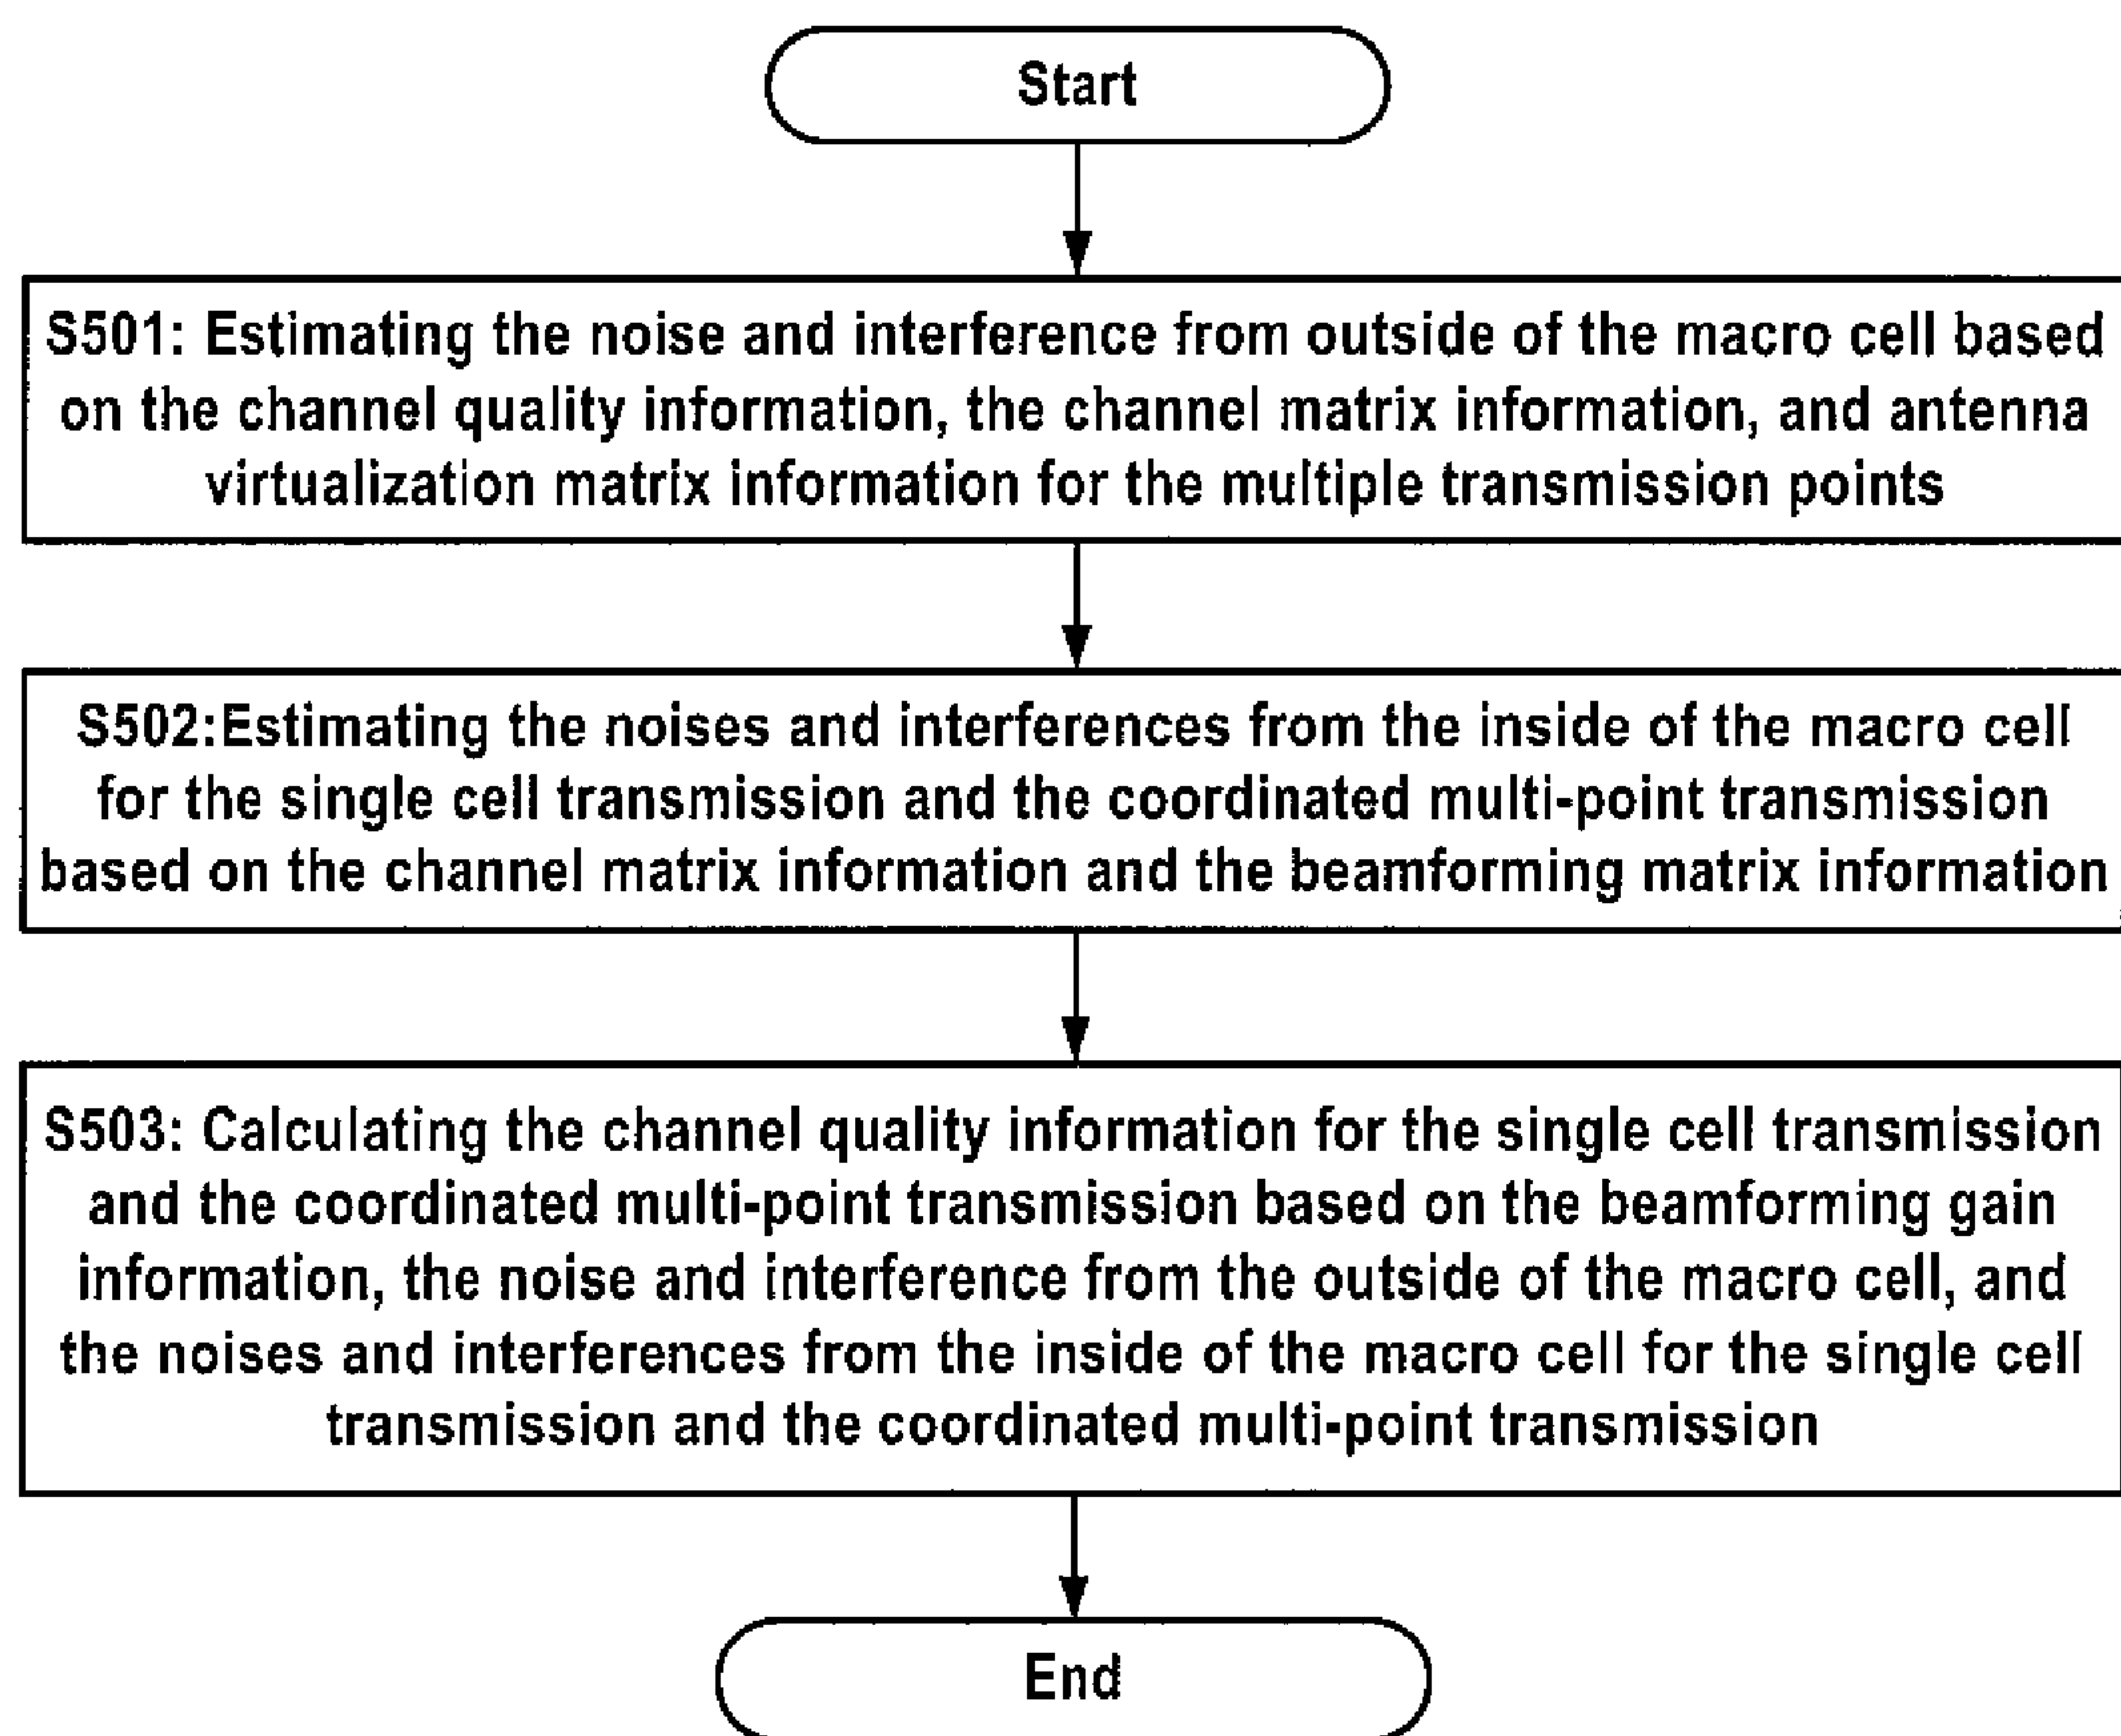 Start
S501: Estimating the noise and interference from outside of the macro cell based
on the channel quality information, the channel matrix information, and antenna
virtualization matrix information for the multiple transmission points
S502:Estimating the noises and interferences from the inside of the macro cell
for the single cell transmission and the coordinated multi-point transmission
based on the channel matrix information and the beamforming matrix information
S503: Calculating the channel quality information for the single cell transmission
and the coordinated multi-point transmission based on the beamforming gain
information, the noise and interference from the outside of the macro cell, and
the noises and interferences from the inside of the macro cell for the single cell
transmission and the coordinated multi-point transmission
End